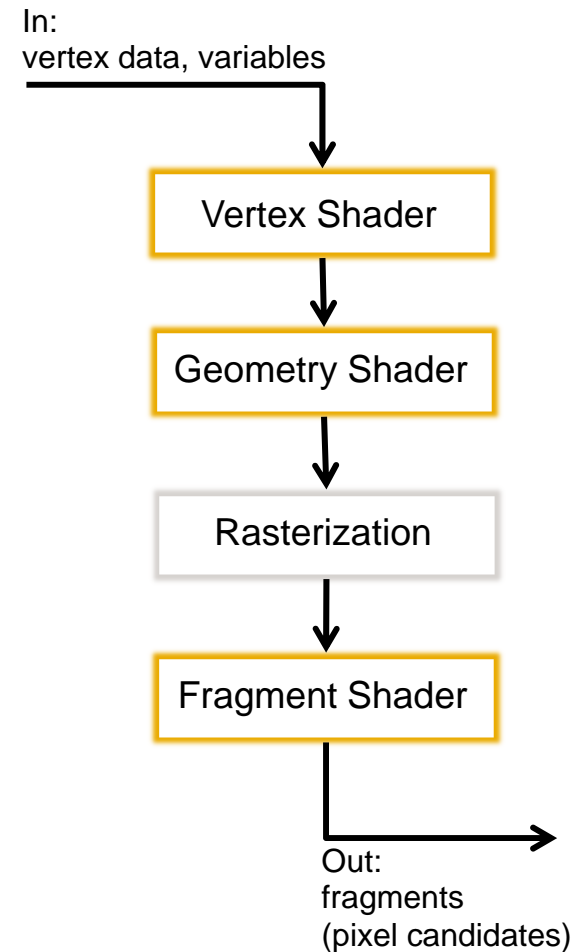 In:
vertex data, variables
Vertex Shader
Geometry Shader
Rasterization
Fragment Shader
Out:
fragments
(pixel candidates)